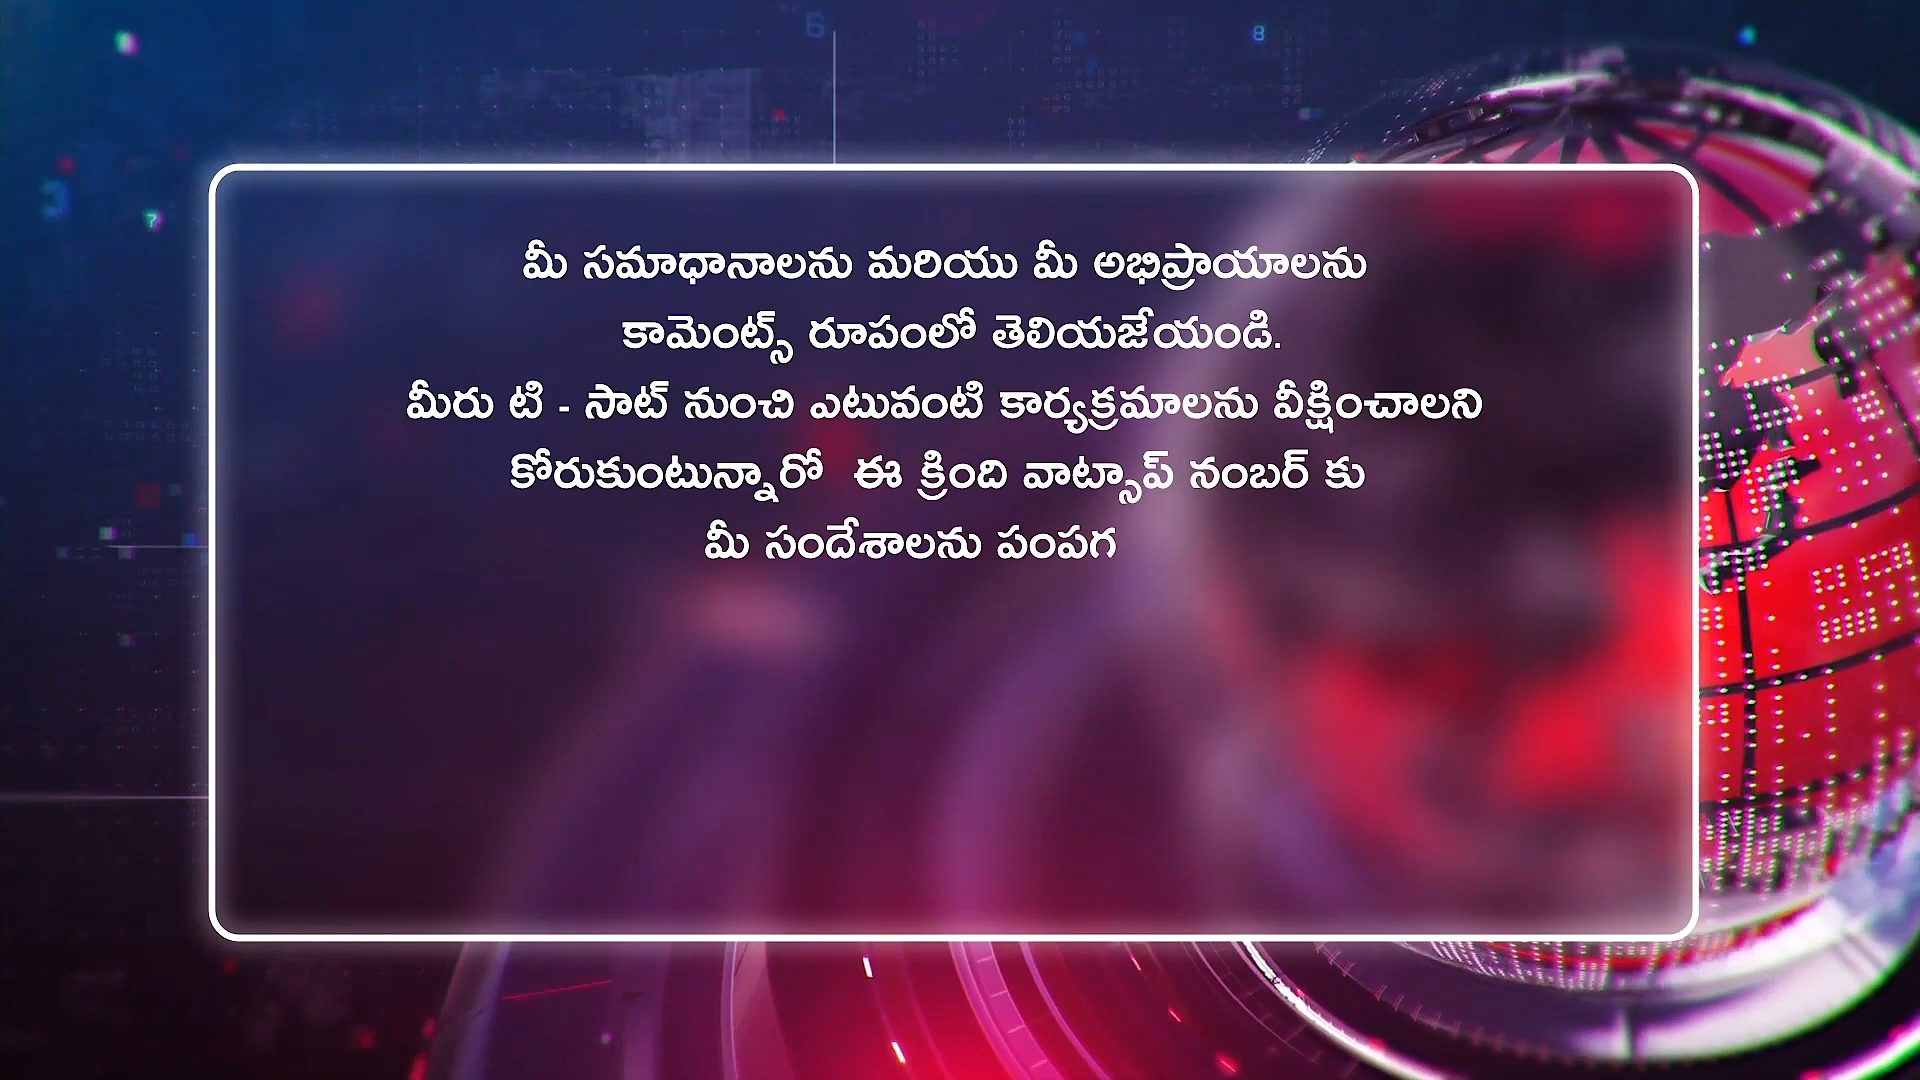 మీ సమాధానాలను మరియు మీ అభిప్రాయాలను
కామెంట్స్ రూపంలో తెలియజేయండి.
మీరు టి - సాట్ నుంచి ఎటువంటి కార్యక్రమాలను వీక్షించాలని
కోరుకుంటున్నారో ఈ క్రింది వాట్సాప్ నంబర్ కు
మీ సందేశాలను పంపగ